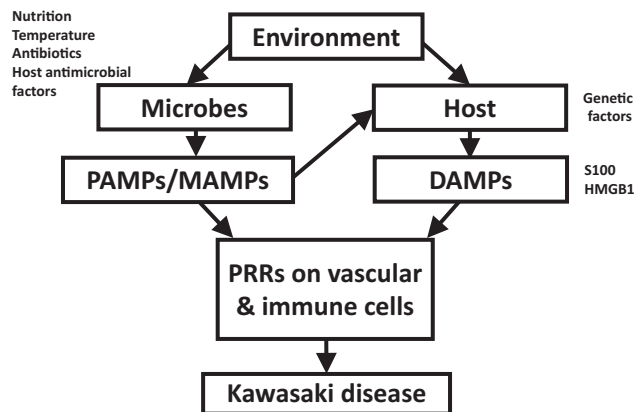 Nutrition
Temperature
Antibiotics
Host antimicrobial
factors
Environment
Microbes
Host
Genetic
factors
PAMPs/MAMPs
DAMPs
S100
HMGB1
PRRs on vascular
& immune cells
Kawasaki disease